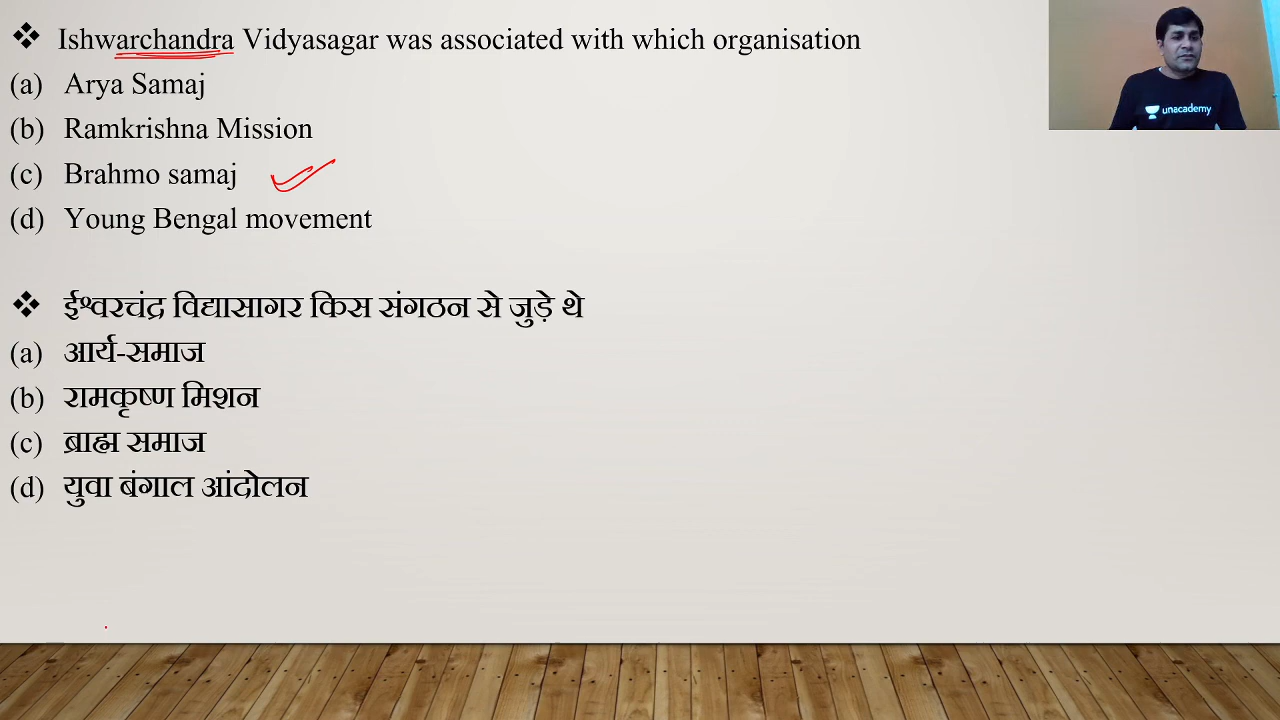 ❖ Ishwarchandra Vidyasagar was associated with which organisation
(a) Arya Samaj
(b) Ramkrishna Mission
(c) Brahmo samaj
(d) Young Bengal movement
❖ ईश्वरचंद्र विद्यासागर किस संगठन से जुड़े थे
(a) आर्य-समाज
(b) रामकृष्ण मिशन
(c) ब्राह्म समाज
(d) युवा बंगाल आंदोलन
unacademy